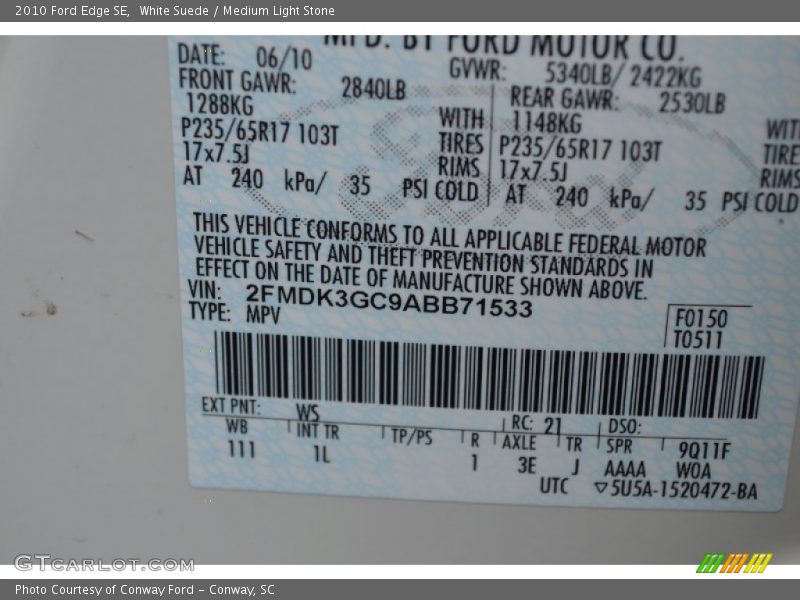 2010 Ford Edge SE,  White Suede / Medium Light Stone
MFD. BY FORD MOTOR CO.
DATE: 06/10 GVWR: 5340LB/ 2422KG
FRONT GAWR: 2840LB REAR GAWR: 2530LB
1288KG WITH 1148KG WITH
P235/65R17 103T TIRES P235/65R17 103T TIRES
17x7.5J RIMS 17x7.5J RIMS
AT 240 kPa/ 35 PSI COLD AT 240 kPa/ 35 PSI COLD
THIS VEHICLE CONFORMS TO ALL APPLICABLE FEDERAL MOTOR
VEHICLE SAFETY AND THEFT PREVENTION STANDARDS IN
EFFECT ON THE DATE OF MANUFACTURE SHOWN ABOVE.
VIN: 2FMDK3GC9ABB71533
TYPE: MPV
F0150
T0511
EXT PNT: WS RC: 21 DSO:
WB INT TR TP/PS R AXLE TR SPR 9Q11F
111 1L 1 3E J AAAA W0A
UTC ▽5U5A-1520472-BA
GTCARLOT.COM
Photo Courtesy of Conway Ford - Conway, SC